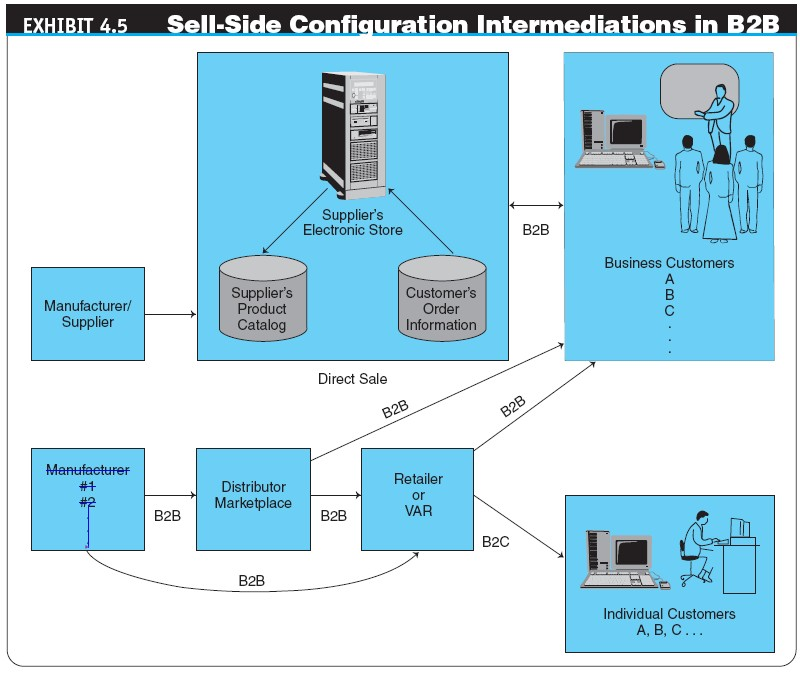 EXHIBIT 4.5 Sell-Side Configuration Intermediations in B2B
Supplier's
Electronic Store
Supplier's
Product
Catalog
Customer's
Order
Information
Manufacturer/
Supplier
B2B
Business Customers
A
B
C
.
.
.
Direct Sale
B2B
B2B
Manufacturer
#1
#2
.
.
.
B2B
Distributor
Marketplace
B2B
Retailer
or
VAR
B2C
B2B
Individual Customers
A, B, C . . .